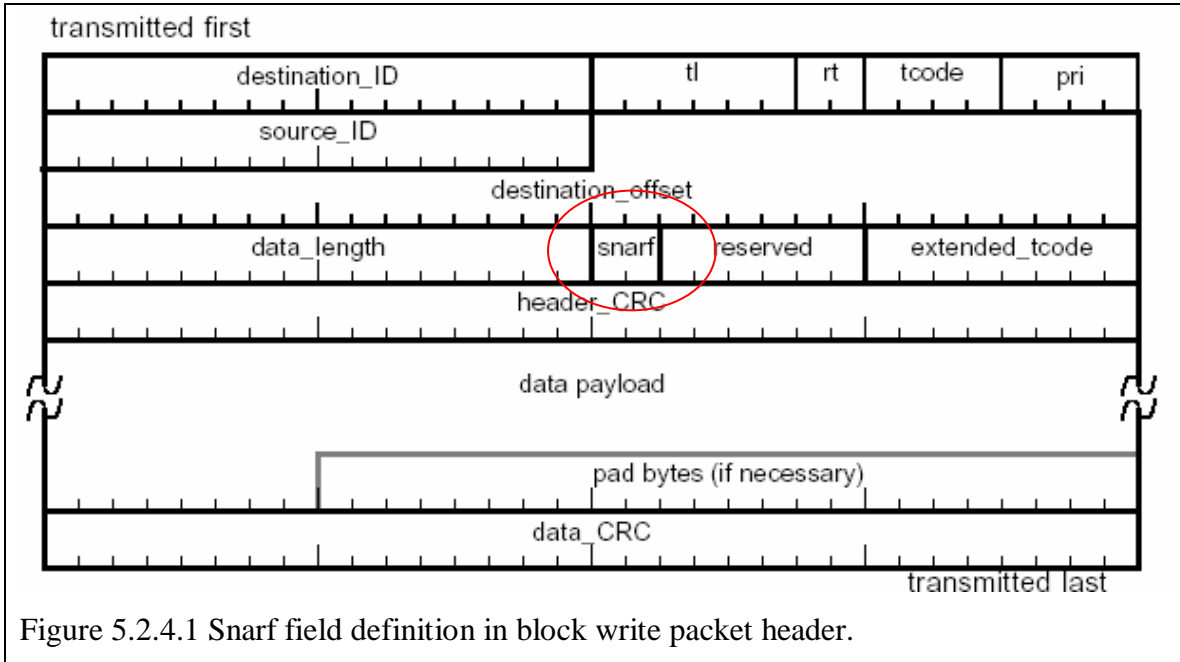 transmitted first
destination_ID tl rt tcode pri
source_ID
destination_offset
data_length snarf reserved extended_tcode
header_CRC
data payload
pad bytes (if necessary)
data_CRC
transmitted last
Figure 5.2.4.1 Snarf field definition in block write packet header.